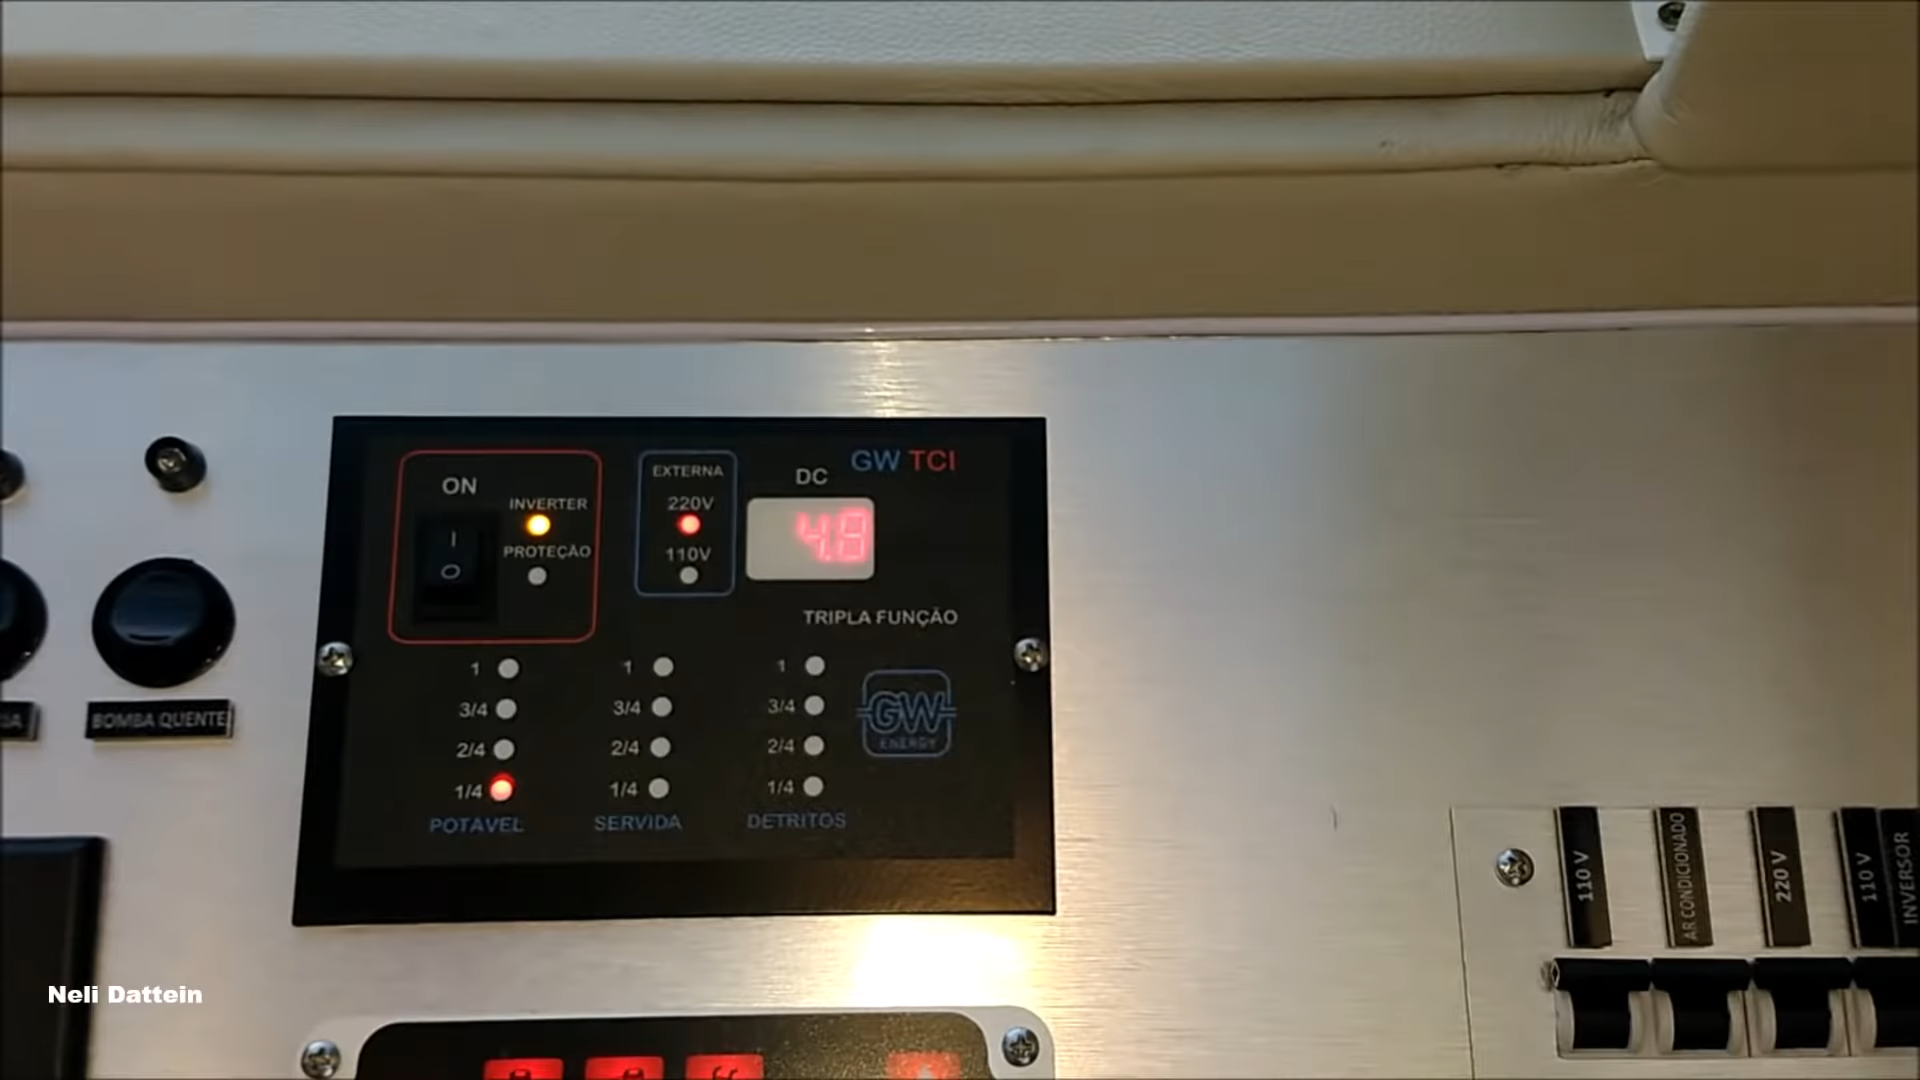 ON
INVERTER
PROTEÇÃO
I
O
EXTERNA
220V
110V
DC
GW TCI
4.8
TRIPLA FUNÇÃO
1
3/4
2/4
1/4
POTAVEL
1
3/4
2/4
1/4
SERVIDA
1
3/4
2/4
1/4
DETRITOS
GW
ENERGY
BOMBA QUENTE
110 V
AR CONDICIONADO
220 V
110 V
INVERSOR
Neli Dattein